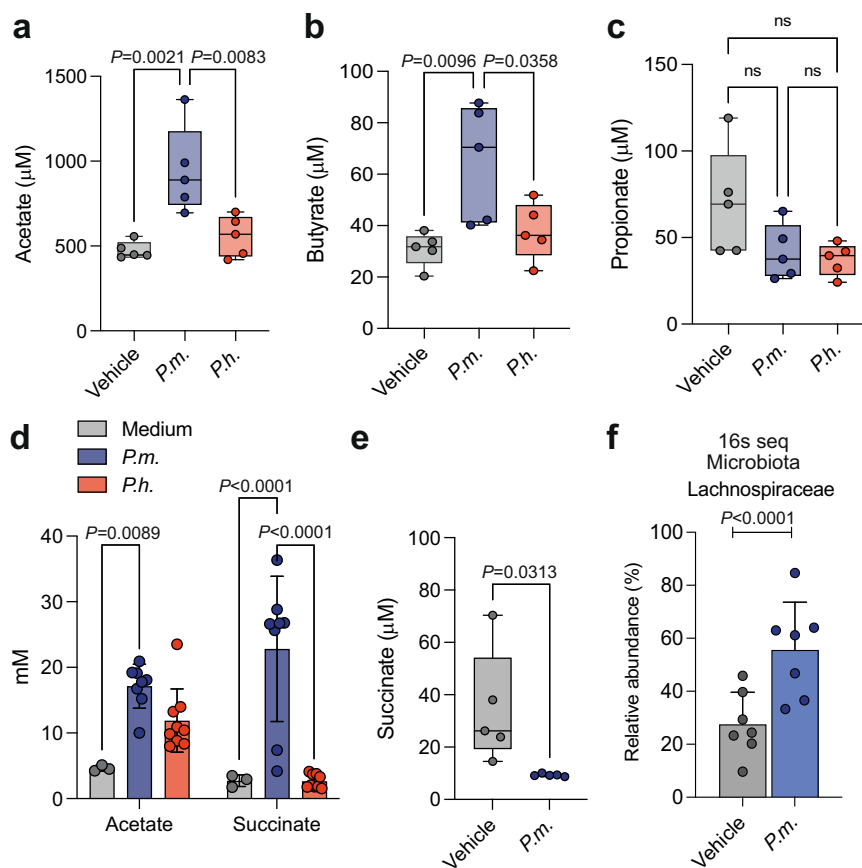 a
P=0.0021 P=0.0083
1500
1000
500
0
Acetate (μM)
Vehicle
P.m.
P.h.
b
P=0.0096 P=0.0358
100
80
60
40
20
0
Butyrate (μM)
Vehicle
P.m.
P.h.
c
ns
ns ns
150
100
50
0
Propionate (μM)
Vehicle
P.m.
P.h.
d
Medium
P.m.
P.h.
P<0.0001
P=0.0089
P<0.0001
40
30
20
10
0
mM
Acetate
Succinate
e
P=0.0313
100
80
60
40
20
0
Succinate (μM)
Vehicle
P.m.
f
16s seq
Microbiota
Lachnospiraceae
P<0.0001
100
80
60
40
20
0
Relative abundance (%)
Vehicle
P.m.